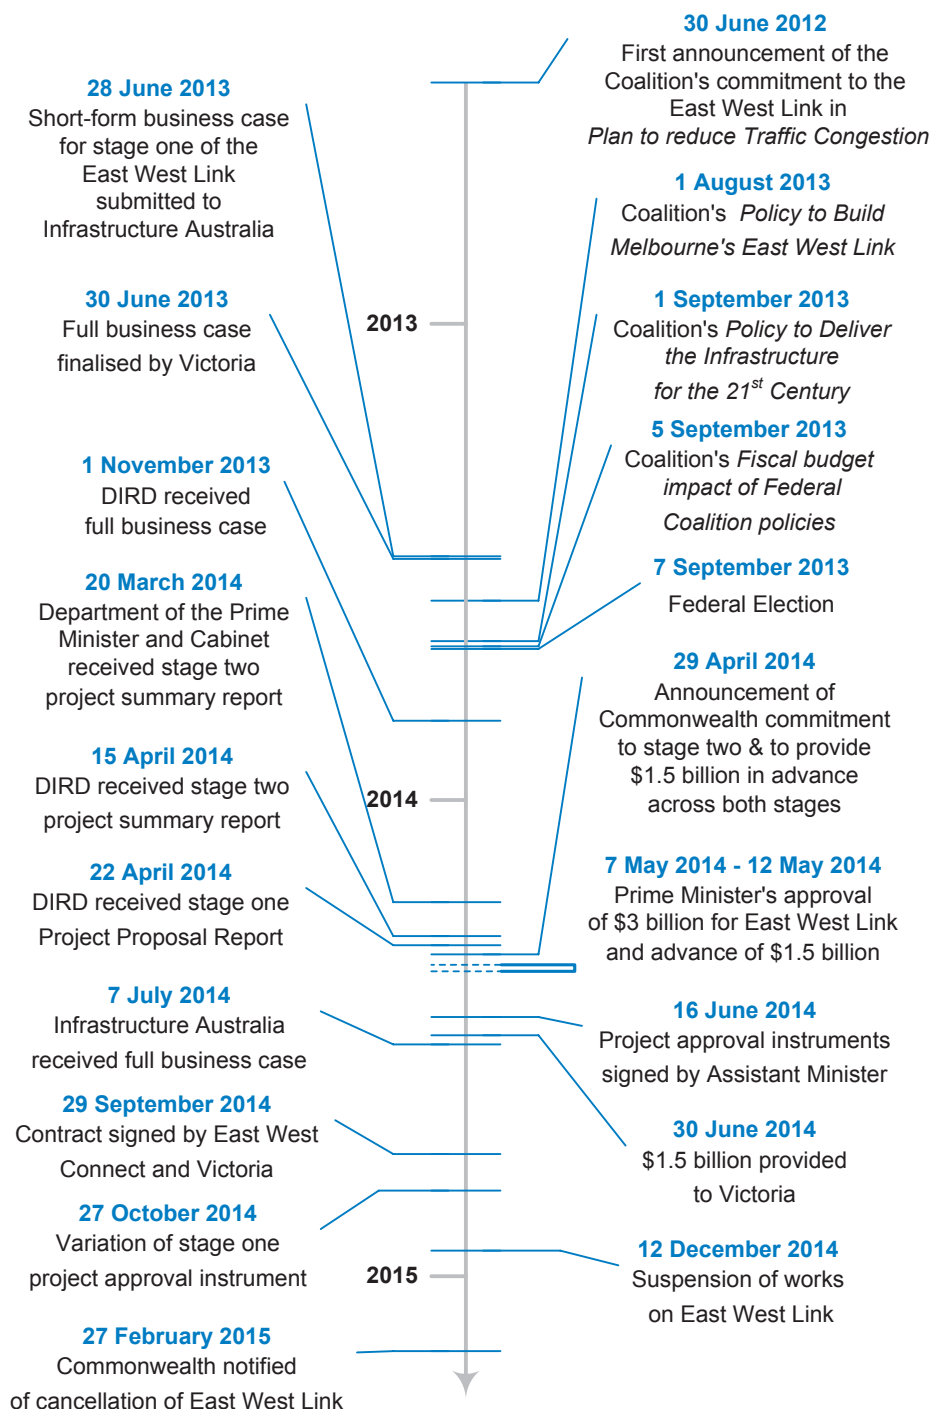 30 June 2012
First announcement of the
Coalition's commitment to the
East West Link in
Plan to reduce Traffic Congestion
28 June 2013
Short-form business case
for stage one of the
East West Link
submitted to
Infrastructure Australia
1 August 2013
Coalition's Policy to Build
Melbourne's East West Link
30 June 2013
Full business case
finalised by Victoria
2013
1 September 2013
Coalition's Policy to Deliver
the Infrastructure
for the 21st Century
5 September 2013
Coalition's Fiscal budget
impact of Federal
Coalition policies
1 November 2013
DIRD received
full business case
7 September 2013
Federal Election
20 March 2014
Department of the Prime
Minister and Cabinet
received stage two
project summary report
29 April 2014
Announcement of
Commonwealth commitment
to stage two & to provide
$1.5 billion in advance
across both stages
15 April 2014
DIRD received stage two
project summary report
2014
22 April 2014
DIRD received stage one
Project Proposal Report
7 May 2014 - 12 May 2014
Prime Minister's approval
of $3 billion for East West Link
and advance of $1.5 billion
7 July 2014
Infrastructure Australia
received full business case
16 June 2014
Project approval instruments
signed by Assistant Minister
29 September 2014
Contract signed by East West
Connect and Victoria
30 June 2014
$1.5 billion provided
to Victoria
27 October 2014
Variation of stage one
project approval instrument
2015
12 December 2014
Suspension of works
on East West Link
27 February 2015
Commonwealth notified
of cancellation of East West Link